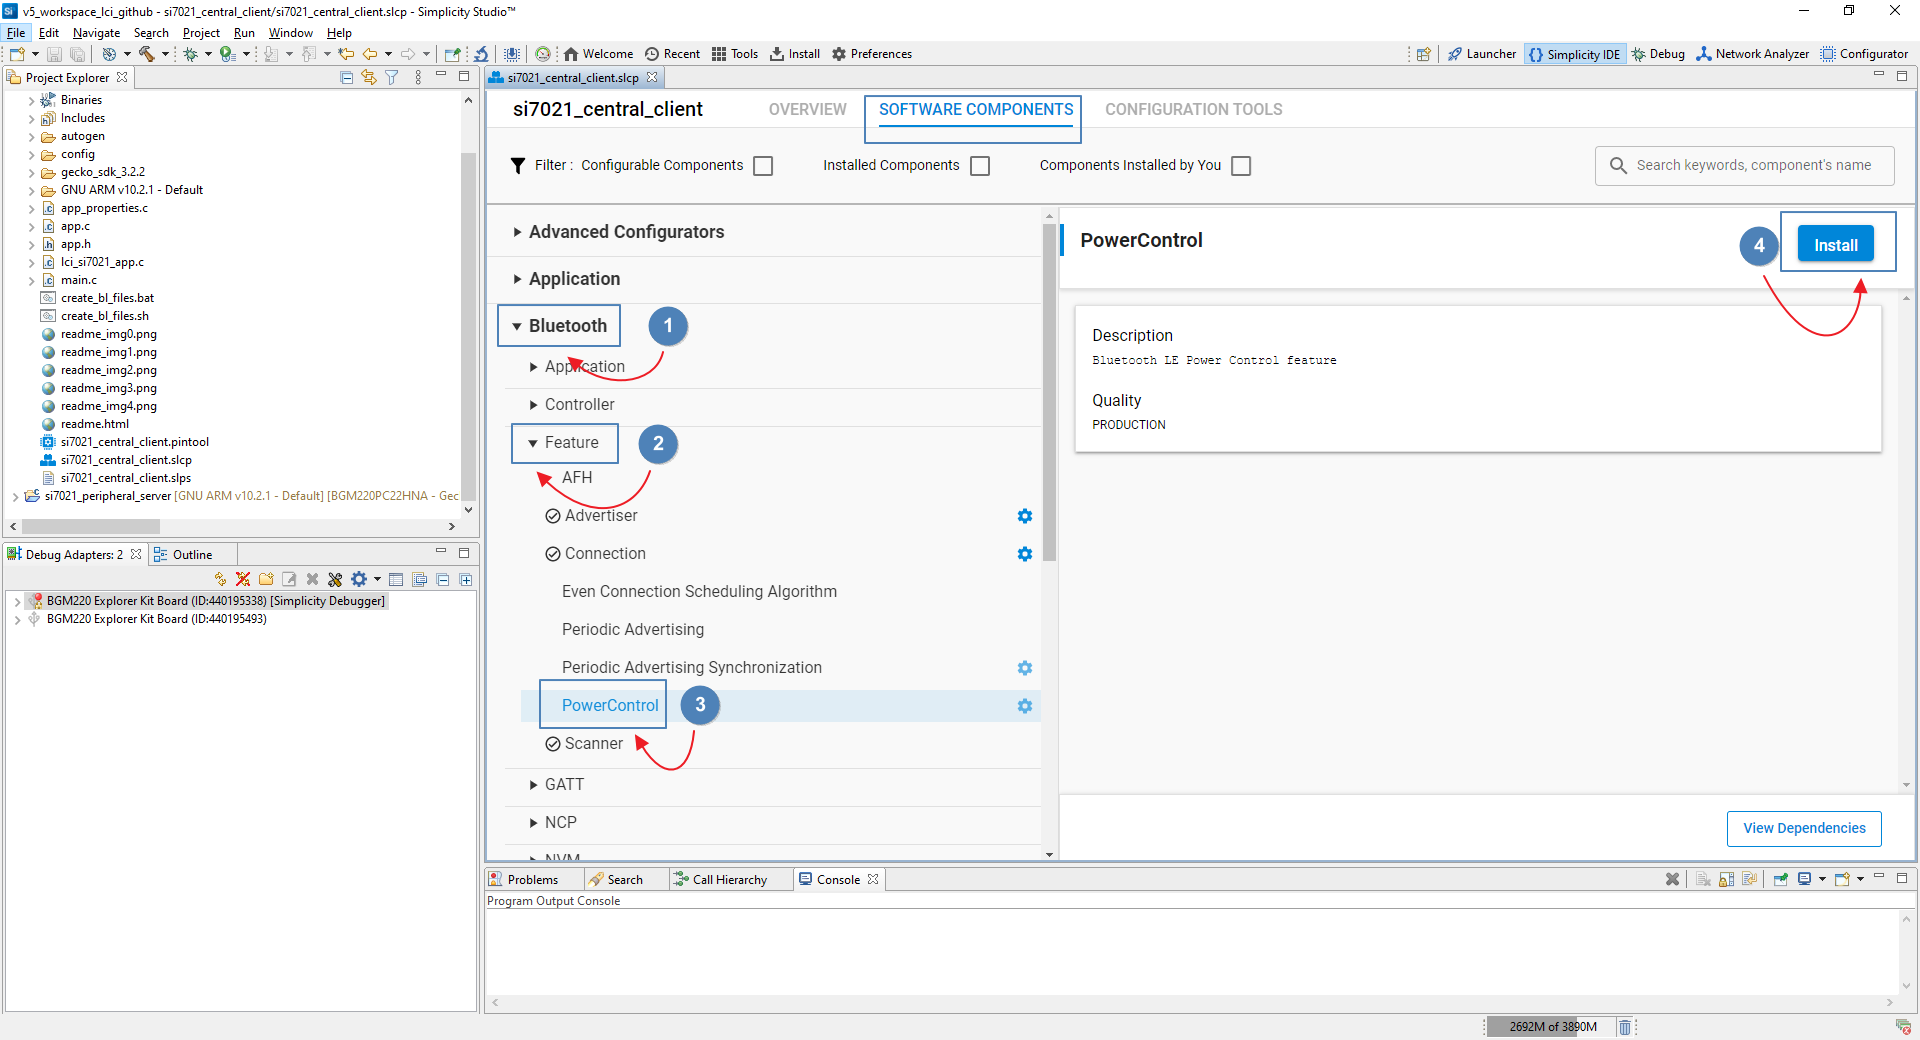 v5_workspace_lci_github - si7021_central_client/si7021_central_client.slcp - Simplicity Studio™
File Edit Navigate Search Project Run Window Help
Welcome Recent Tools Install Preferences Launcher Simplicity IDE Debug Network Analyzer Configurator
Project Explorer
Binaries
Includes
autogen
config
gecko_sdk_3.2.2
GNU ARM v10.2.1 - Default
app_properties.c
app.c
app.h
lci_si7021_app.c
main.c
create_bl_files.bat
create_bl_files.sh
readme_img0.png
readme_img1.png
readme_img2.png
readme_img3.png
readme_img4.png
readme.html
si7021_central_client.pintool
si7021_central_client.slcp
si7021_central_client.slps
si7021_peripheral_server [GNU ARM v10.2.1 - Default] [BGM220PC22HNA - Gec
Debug Adapters: 2 Outline
BGM220 Explorer Kit Board (ID:440195338) [Simplicity Debugger]
BGM220 Explorer Kit Board (ID:440195493)
si7021_central_client.slcp
si7021_central_client OVERVIEW SOFTWARE COMPONENTS CONFIGURATION TOOLS
Filter : Configurable Components Installed Components Components Installed by You Search keywords, component's name
Advanced Configurators
Application
Bluetooth 1
Application
Controller
Feature 2
AFH
Advertiser
Connection
Even Connection Scheduling Algorithm
Periodic Advertising
Periodic Advertising Synchronization
PowerControl 3
Scanner
GATT
NCP
NVM
PowerControl 4 Install
Description
Bluetooth LE Power Control feature
Quality
PRODUCTION
View Dependencies
Problems Search Call Hierarchy Console
Program Output Console
2692M of 3890M